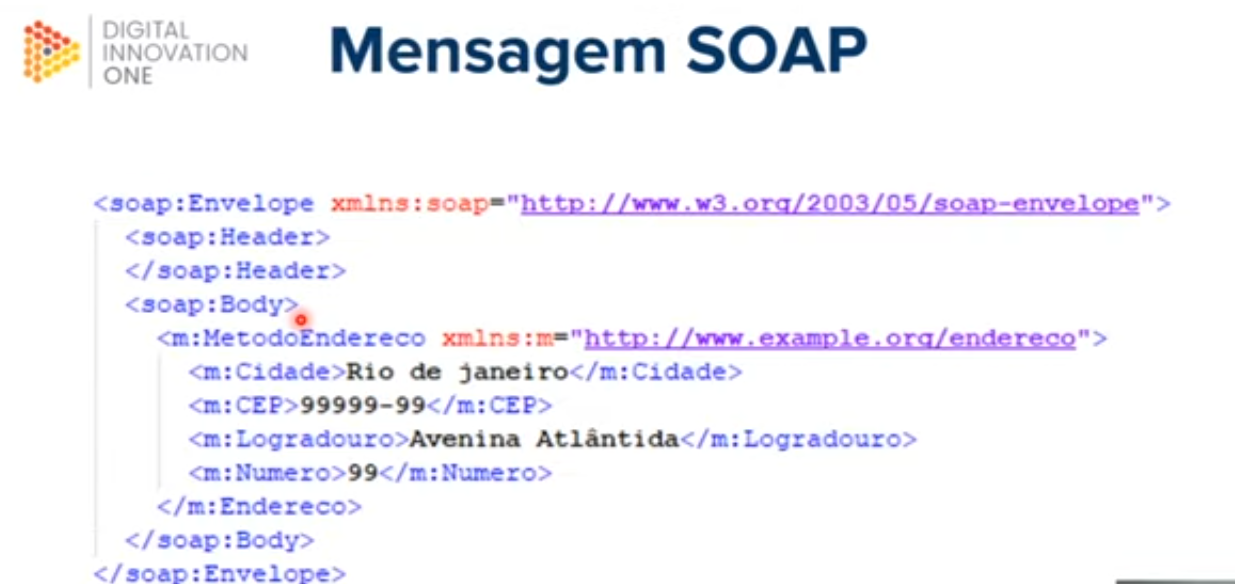 DIGITAL
INNOVATION
ONE
Mensagem SOAP
<soap:Envelope xmlns:soap="http://www.w3.org/2003/05/soap-envelope">
<soap:Header>
</soap:Header>
<soap:Body>
<m:MetodoEndereco xmlns:m="http://www.example.org/endereco">
<m:Cidade>Rio de janeiro</m:Cidade>
<m:CEP>99999-99</m:CEP>
<m:Logradouro>Avenina Atlântida</m:Logradouro>
<m:Numero>99</m:Numero>
</m:Endereco>
</soap:Body>
</soap:Envelope>